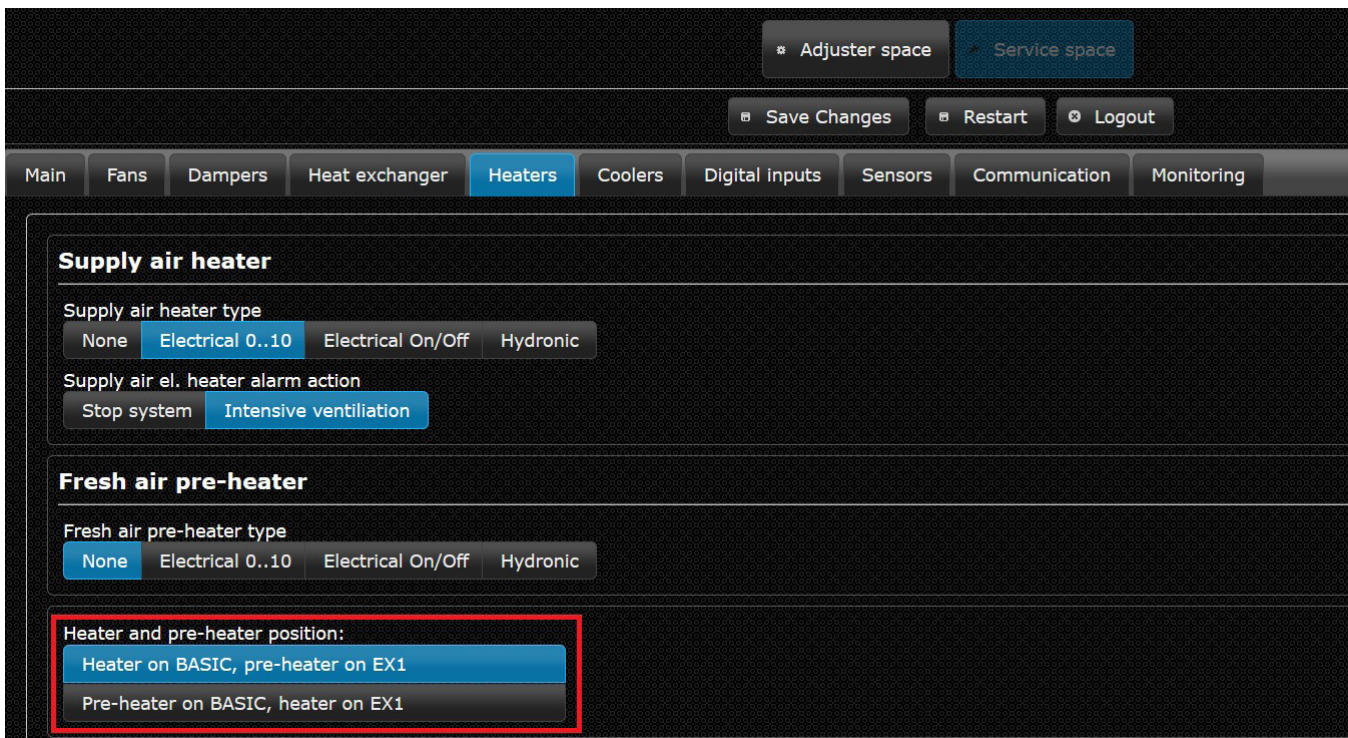 Adjuster space Service space
Save Changes Restart Logout
Main Fans Dampers Heat exchanger Heaters Coolers Digital inputs Sensors Communication Monitoring
Supply air heater
Supply air heater type
None Electrical 0..10 Electrical On/Off Hydronic
Supply air el. heater alarm action
Stop system Intensive ventiliation
Fresh air pre-heater
Fresh air pre-heater type
None Electrical 0..10 Electrical On/Off Hydronic
Heater and pre-heater position:
Heater on BASIC, pre-heater on EX1
Pre-heater on BASIC, heater on EX1